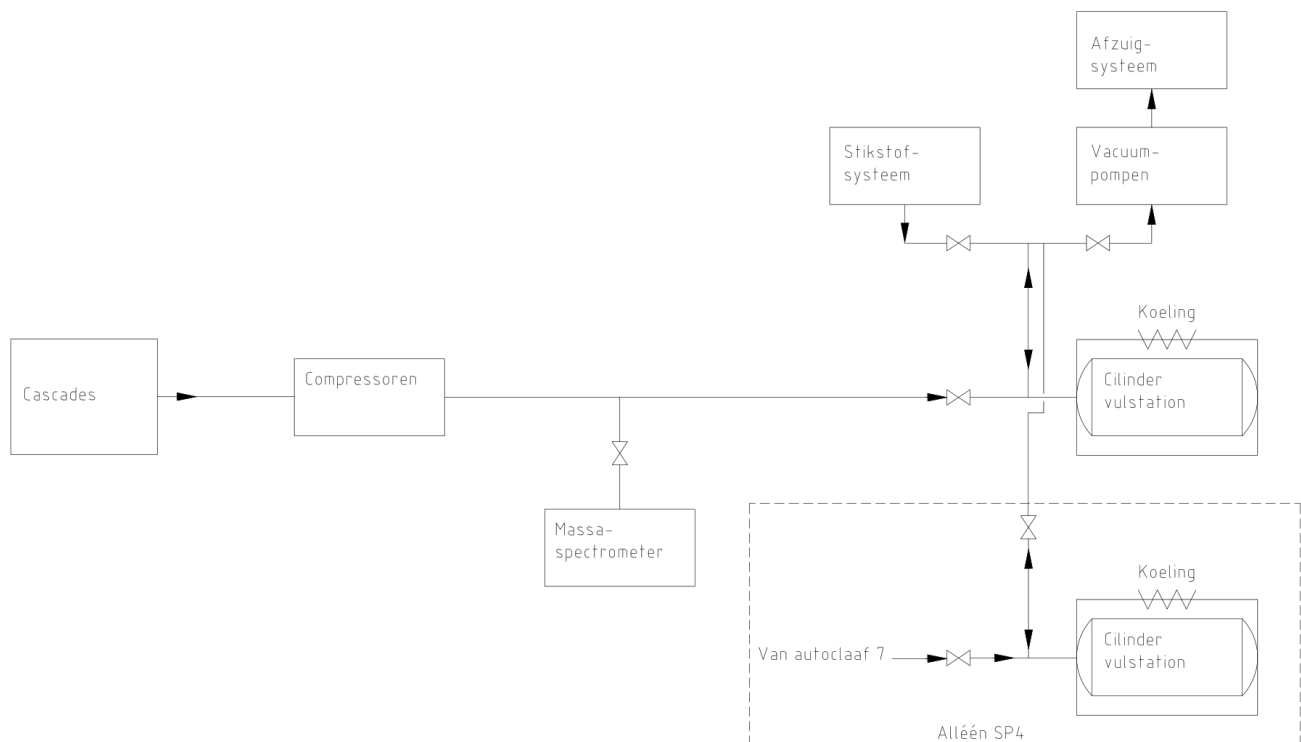 Afzuig-
systeem
Stikstof-
systeem
Vacuum-
pompen
Koeling
Cascades
Compressoren
Cilinder
vulstation
Massa-
spectrometer
Koeling
Cilinder
vulstation
Van autoclaaf 7
Alléén SP4